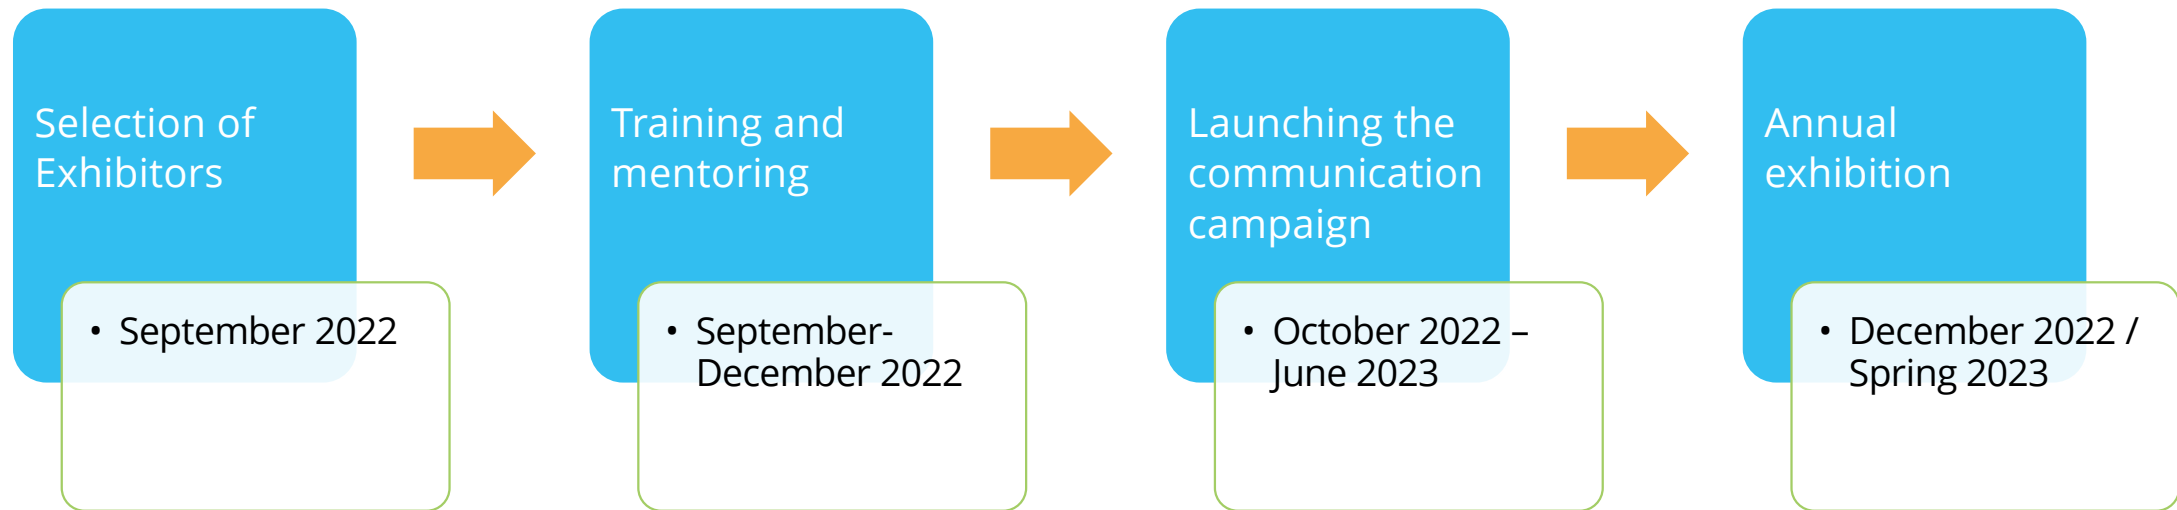 Selection of
Exhibitors
• September 2022
Training and
mentoring
• September-
December 2022
Launching the
communication
campaign
• October 2022 –
June 2023
Annual
exhibition
• December 2022 /
Spring 2023